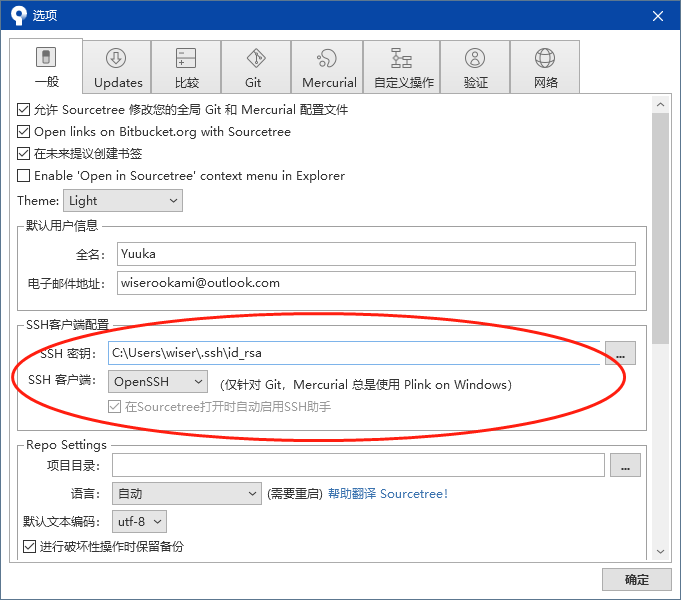 选项
一般 Updates 比较 Git Mercurial 自定义操作 验证 网络
允许 Sourcetree 修改您的全局 Git 和 Mercurial 配置文件
Open links on Bitbucket.org with Sourcetree
在未来提议创建书签
Enable 'Open in Sourcetree' context menu in Explorer
Theme: Light
默认用户信息
全名: Yuuka
电子邮件地址: wiserookami@outlook.com
SSH客户端配置
SSH 密钥: C:\Users\wiser\.ssh\id_rsa ...
SSH 客户端: OpenSSH (仅针对 Git，Mercurial 总是使用 Plink on Windows)
在Sourcetree打开时自动启用SSH助手
Repo Settings
项目目录: ...
语言: 自动 (需要重启) 帮助翻译 Sourcetree!
默认文本编码: utf-8
进行破坏性操作时保留备份
确定